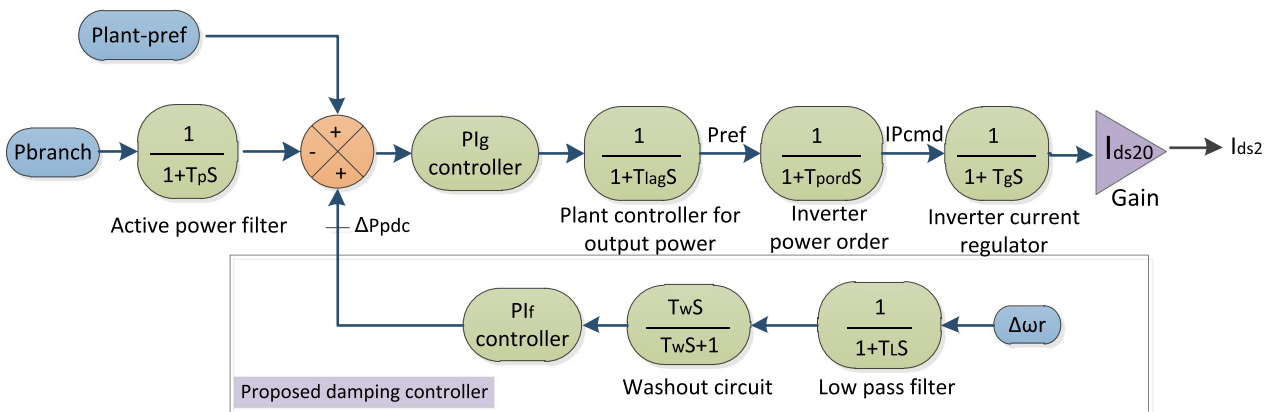 Plant-pref
Pbranch
1
1+TpS
Active power filter
+
-
+
PIg
controller
1
1+TlagS
Plant controller for
output power
Pref
1
1+TpordS
Inverter
power order
IPcmd
1
1+ TgS
Inverter current
regulator
Ids20
Gain
Ids2
ΔPpdc
PIf
controller
TwS
TwS+1
Washout circuit
1
1+TLS
Low pass filter
Δωr
Proposed damping controller